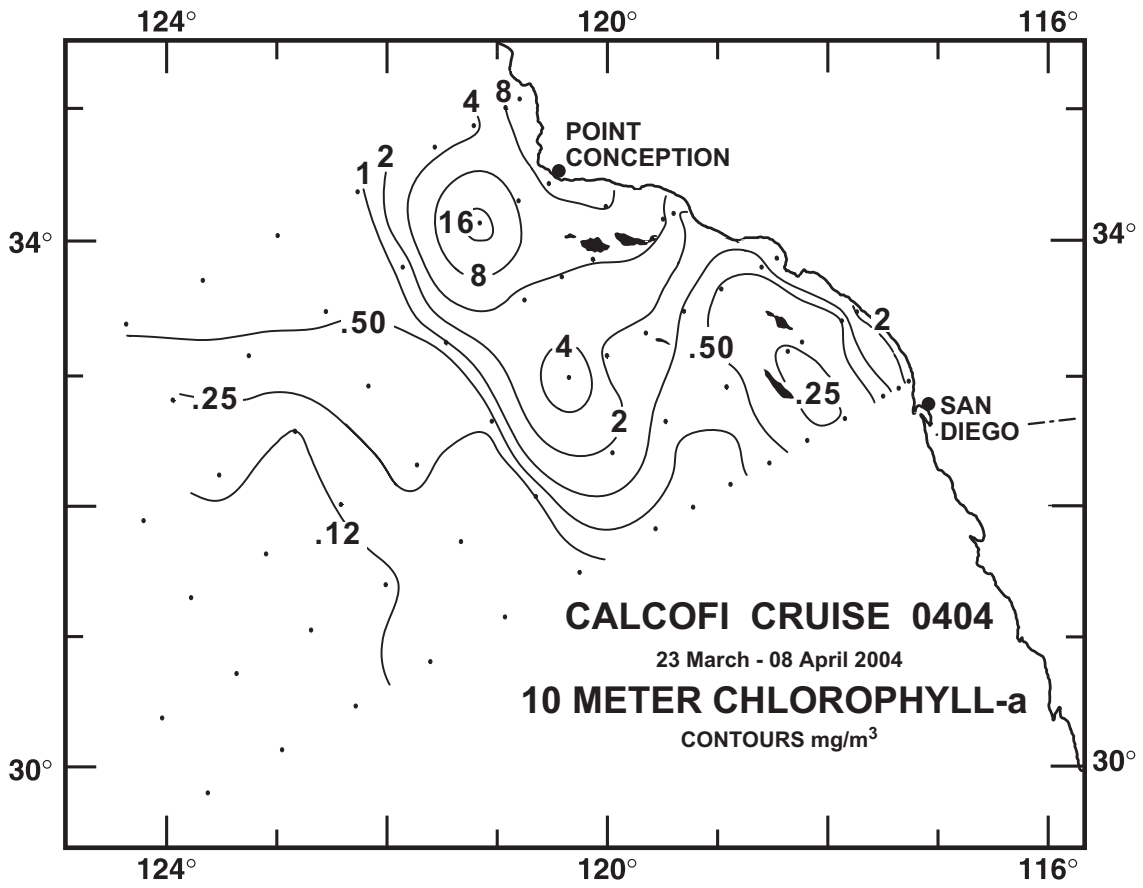 124° 120° 116°
8
4
POINT
CONCEPTION
2
1
16
34° 34°
8
.50
2
4 .50
.25 .25
SAN
DIEGO
2
.12
CALCOFI CRUISE 0404
23 March - 08 April 2004
10 METER CHLOROPHYLL-a
CONTOURS mg/m³
30° 30°
124° 120° 116°